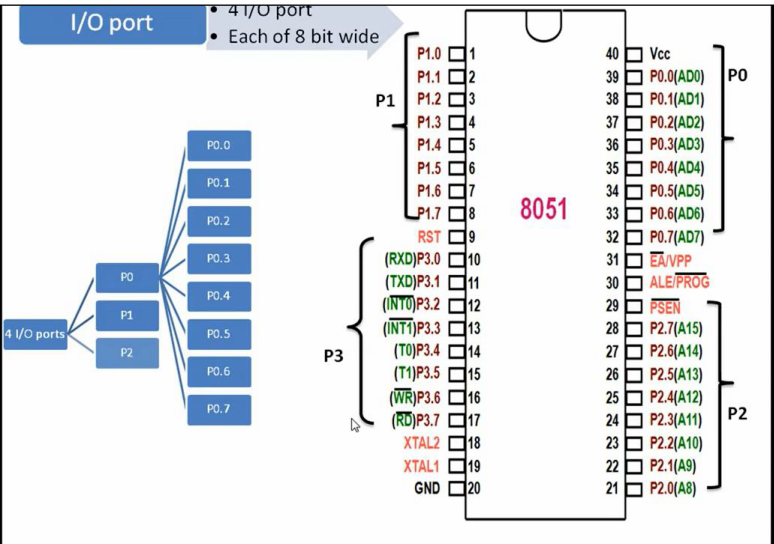 I/O port
• 4 I/O port
• Each of 8 bit wide
4 I/O ports
P0
P1
P2
P0.0
P0.1
P0.2
P0.3
P0.4
P0.5
P0.6
P0.7
P1
P1.0 1
P1.1 2
P1.2 3
P1.3 4
P1.4 5
P1.5 6
P1.6 7
P1.7 8
RST 9
P3
(RXD)P3.0 10
(TXD)P3.1 11
(INT0)P3.2 12
(INT1)P3.3 13
(T0)P3.4 14
(T1)P3.5 15
(WR)P3.6 16
(RD)P3.7 17
XTAL2 18
XTAL1 19
GND 20
8051
40 Vcc
39 P0.0(AD0)
38 P0.1(AD1)
37 P0.2(AD2)
36 P0.3(AD3)
35 P0.4(AD4)
34 P0.5(AD5)
33 P0.6(AD6)
32 P0.7(AD7)
P0
31 EA/VPP
30 ALE/PROG
29 PSEN
28 P2.7(A15)
27 P2.6(A14)
26 P2.5(A13)
25 P2.4(A12)
24 P2.3(A11)
23 P2.2(A10)
22 P2.1(A9)
21 P2.0(A8)
P2